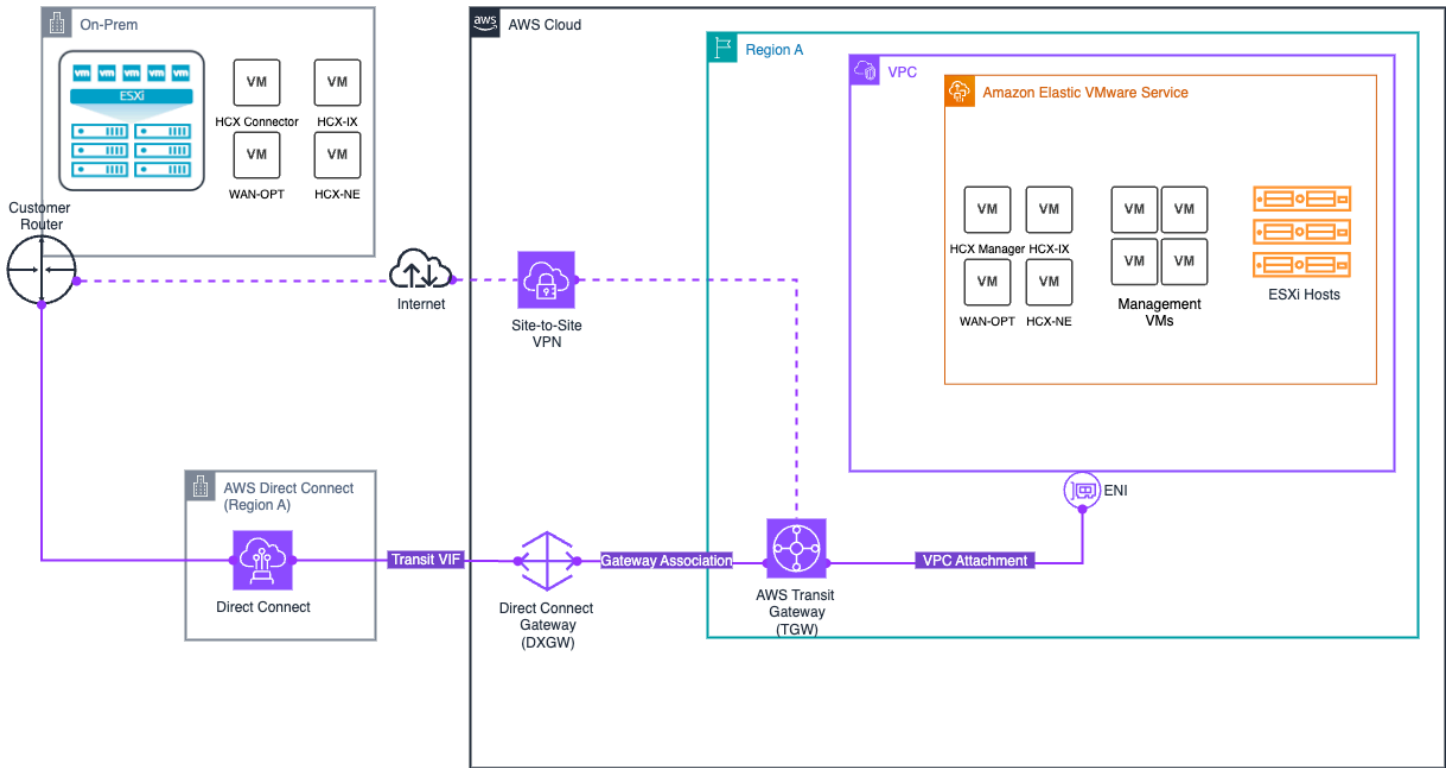 On-Prem
vm vm vm vm vm
ESXi
VM
VM
HCX Connector
HCX-IX
VM
VM
WAN-OPT
HCX-NE
Customer
Router
Internet
Site-to-Site
VPN
AWS Direct Connect
(Region A)
Direct Connect
Transit VIF
aws
AWS Cloud
Direct Connect
Gateway
(DXGW)
Gateway Association
Region A
AWS Transit
Gateway
(TGW)
VPC Attachment
ENI
VPC
Amazon Elastic VMware Service
VM
VM
HCX Manager
HCX-IX
VM
VM
WAN-OPT
HCX-NE
VM
VM
VM
VM
Management
VMs
ESXi Hosts